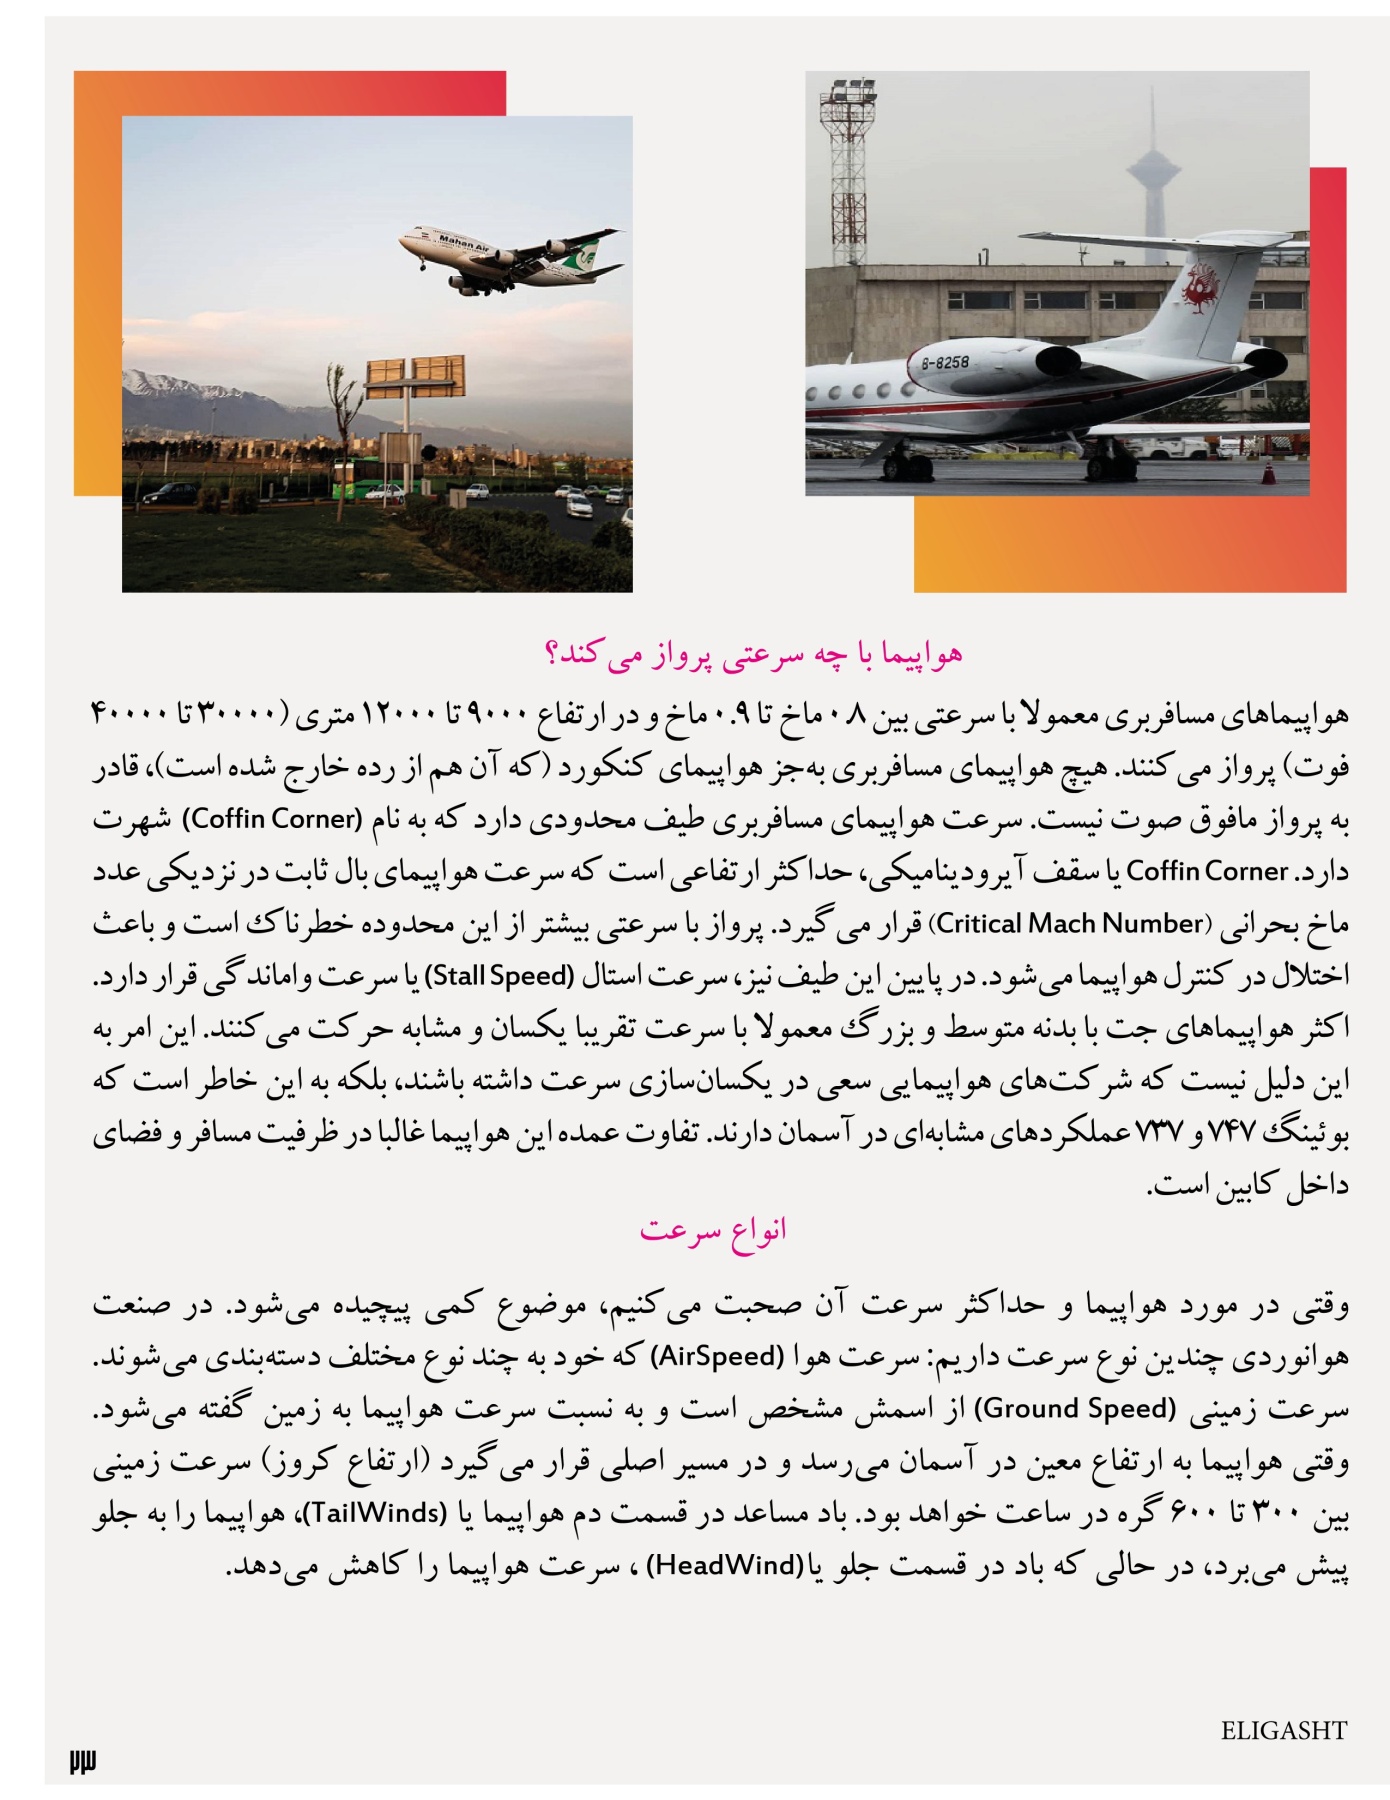 Mahan Air
B-8258
هواپیما با چه سرعتی پرواز می‌کند؟
هواپیماهای مسافربری معمولا با سرعتی بین ۰.۸ ماخ تا ۰.۹ ماخ و در ارتفاع ۹۰۰۰ تا ۱۲۰۰۰ متری (۳۰۰۰۰ تا ۴۰۰۰۰
فوت) پرواز می‌کنند. هیچ هواپیمای مسافربری به‌جز هواپیمای کنکورد (که آن هم از رده خارج شده است)، قادر
به پرواز مافوق صوت نیست. سرعت هواپیمای مسافربری طیف محدودی دارد که به نام (Coffin Corner) شهرت
دارد. Coffin Corner یا سقف آیرودینامیکی، حداکثر ارتفاعی است که سرعت هواپیمای بال ثابت در نزدیکی عدد
ماخ بحرانی (Critical Mach Number) قرار می‌گیرد. پرواز با سرعتی بیشتر از این محدوده خطرناک است و باعث
اختلال در کنترل هواپیما می‌شود. در پایین این طیف نیز، سرعت استال (Stall Speed) یا سرعت واماندگی قرار دارد.
اکثر هواپیماهای جت با بدنه متوسط و بزرگ معمولا با سرعت تقریبا یکسان و مشابه حرکت می‌کنند. این امر به
این دلیل نیست که شرکت‌های هواپیمایی سعی در یکسان‌سازی سرعت داشته باشند، بلکه به این خاطر است که
بوئینگ ۷۴۷ و ۷۳۷ عملکردهای مشابه‌ای در آسمان دارند. تفاوت عمده این هواپیما غالبا در ظرفیت مسافر و فضای
داخل کابین است.
انواع سرعت
وقتی در مورد هواپیما و حداکثر سرعت آن صحبت می‌کنیم، موضوع کمی پیچیده می‌شود. در صنعت
هوانوردی چندین نوع سرعت داریم: سرعت هوا (AirSpeed) که خود به چند نوع مختلف دسته‌بندی می‌شوند.
سرعت زمینی (Ground Speed) از اسمش مشخص است و به نسبت سرعت هواپیما به زمین گفته می‌شود.
وقتی هواپیما به ارتفاع معین در آسمان می‌رسد و در مسیر اصلی قرار می‌گیرد (ارتفاع کروز) سرعت زمینی
بین ۳۰۰ تا ۶۰۰ گره در ساعت خواهد بود. باد مساعد در قسمت دم هواپیما یا (TailWinds)، هواپیما را به جلو
پیش می‌برد، در حالی که باد در قسمت جلو یا(HeadWind) ، سرعت هواپیما را کاهش می‌دهد.
ELIGASHT
۲۳